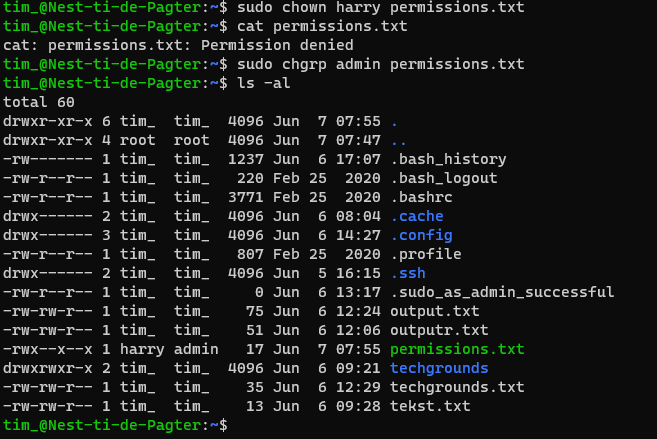 tim_@Nest-ti-de-Pagter:~$ sudo chown harry permissions.txt
tim_@Nest-ti-de-Pagter:~$ cat permissions.txt
cat: permissions.txt: Permission denied
tim_@Nest-ti-de-Pagter:~$ sudo chgrp admin permissions.txt
tim_@Nest-ti-de-Pagter:~$ ls -al
total 60
drwxr-xr-x 6 tim_  tim_  4096 Jun  7 07:55 .
drwxr-xr-x 4 root  root  4096 Jun  7 07:47 ..
-rw------- 1 tim_  tim_  1237 Jun  6 17:07 .bash_history
-rw-r--r-- 1 tim_  tim_   220 Feb 25  2020 .bash_logout
-rw-r--r-- 1 tim_  tim_  3771 Feb 25  2020 .bashrc
drwx------ 2 tim_  tim_  4096 Jun  6 08:04 .cache
drwx------ 3 tim_  tim_  4096 Jun  6 14:27 .config
-rw-r--r-- 1 tim_  tim_   807 Feb 25  2020 .profile
drwx------ 2 tim_  tim_  4096 Jun  5 16:15 .ssh
-rw-r--r-- 1 tim_  tim_     0 Jun  6 13:17 .sudo_as_admin_successful
-rw-rw-r-- 1 tim_  tim_    75 Jun  6 12:24 output.txt
-rw-rw-r-- 1 tim_  tim_    51 Jun  6 12:06 outputr.txt
-rwx--x--x 1 harry admin   17 Jun  7 07:55 permissions.txt
drwxrwxr-x 2 tim_  tim_  4096 Jun  6 09:21 techgrounds
-rw-rw-r-- 1 tim_  tim_    35 Jun  6 12:29 techgrounds.txt
-rw-rw-r-- 1 tim_  tim_    13 Jun  6 09:28 tekst.txt
tim_@Nest-ti-de-Pagter:~$